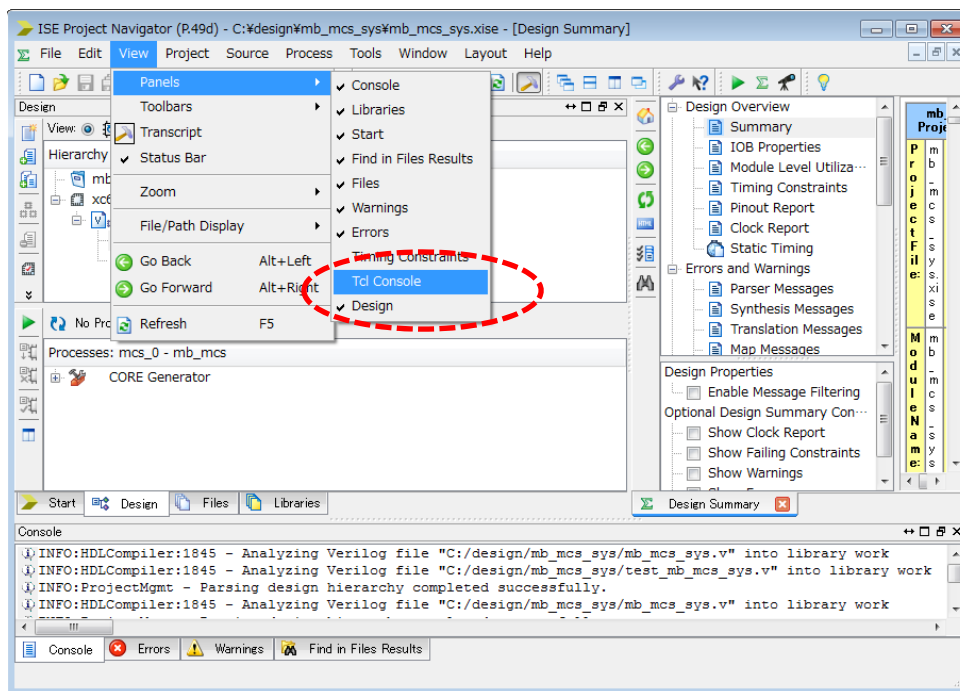 ISE Project Navigator (P.49d) - C:¥design¥mb_mcs_sys¥mb_mcs_sys.xise - [Design Summary]
File Edit View Project Source Process Tools Window Layout Help
Panels
Toolbars
Transcript
Status Bar
Zoom
File/Path Display
Go Back Alt+Left
Go Forward Alt+Right
Refresh F5
Console
Libraries
Start
Find in Files Results
Files
Warnings
Errors
Timing Constraints
Tcl Console
Design
Design
View:
Hierarchy
mb
xc6
No Pro
Processes: mcs_0 - mb_mcs
CORE Generator
Start Design Files Libraries
Design Overview
Summary
IOB Properties
Module Level Utiliza···
Timing Constraints
Pinout Report
Clock Report
Static Timing
Errors and Warnings
Parser Messages
Synthesis Messages
Translation Messages
Map Messages
Design Properties
Enable Message Filtering
Optional Design Summary Con···
Show Clock Report
Show Failing Constraints
Show Warnings
mb_
Proje
Project File:
mb_mcs_sys.xise
Module Name:
mb_mcs_sys
Design Summary
Console
INFO:HDLCompiler:1845 - Analyzing Verilog file "C:/design/mb_mcs_sys/mb_mcs_sys.v" into library work
INFO:HDLCompiler:1845 - Analyzing Verilog file "C:/design/mb_mcs_sys/test_mb_mcs_sys.v" into library work
INFO:ProjectMgmt - Parsing design hierarchy completed successfully.
INFO:HDLCompiler:1845 - Analyzing Verilog file "C:/design/mb_mcs_sys/mb_mcs_sys.v" into library work
Console Errors Warnings Find in Files Results